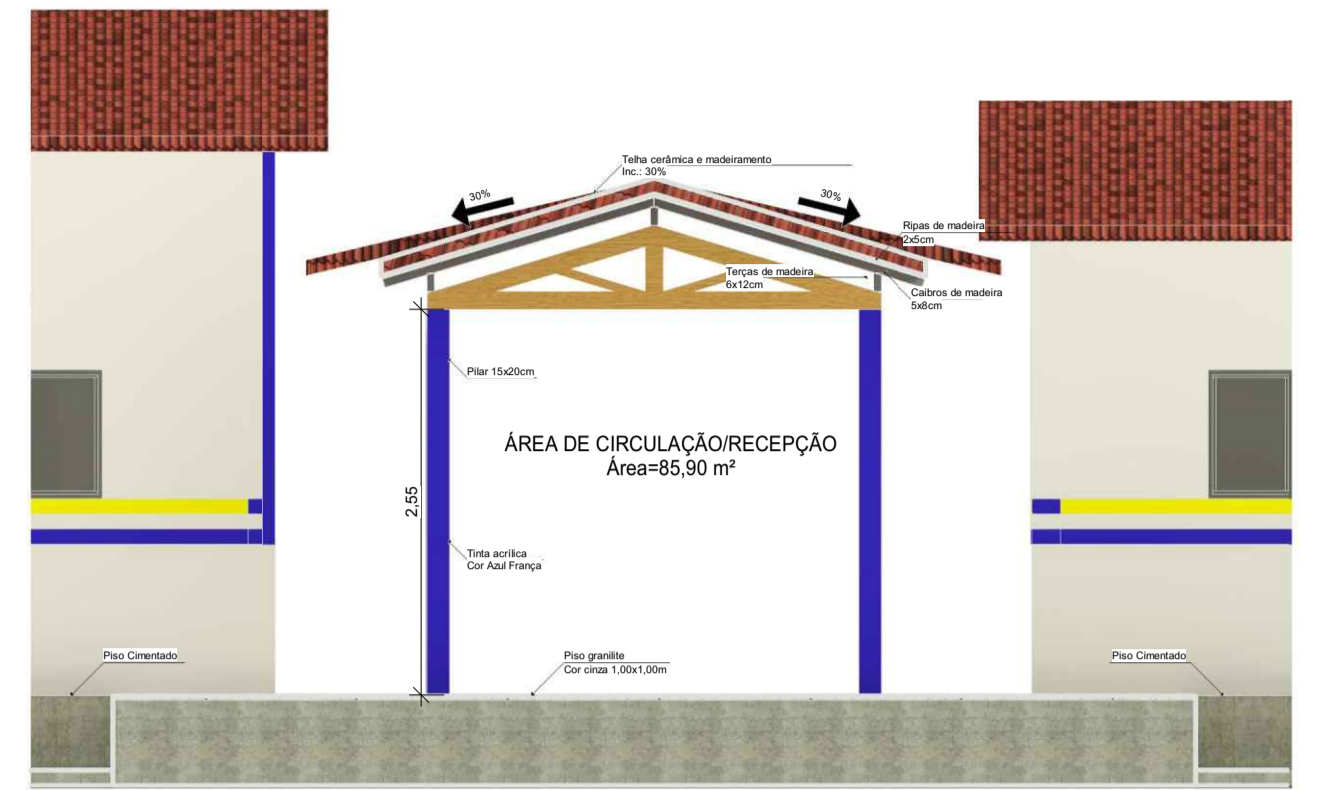 Telha cerâmica e madeiramento
Inc.: 30%
30%
30%
Ripas de madeira
2x5cm
Terças de madeira
6x12cm
Caibros de madeira
5x8cm
Pilar 15x20cm
ÁREA DE CIRCULAÇÃO/RECEPÇÃO
Área=85,90 m²
2,55
Tinta acrílica
Cor Azul França
Piso Cimentado
Piso granilite
Cor cinza 1,00x1,00m
Piso Cimentado